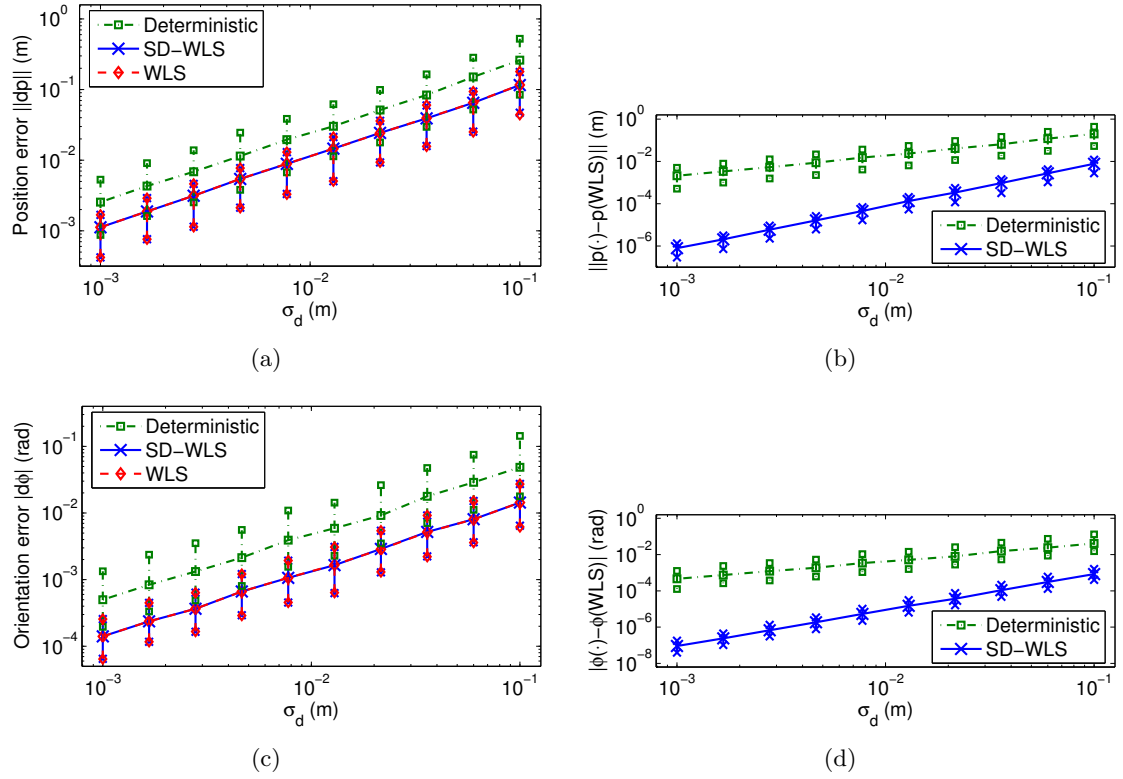 Position error ||dp|| (m)
10^0
10^-1
10^-2
10^-3
Deterministic
SD-WLS
WLS
10^-3
10^-2
10^-1
σ_d (m)
(a)
||p(·)-p(WLS)|| (m)
10^0
10^-2
10^-4
10^-6
Deterministic
SD-WLS
10^-3
10^-2
10^-1
σ_d (m)
(b)
Orientation error |dϕ| (rad)
10^-1
10^-2
10^-3
10^-4
Deterministic
SD-WLS
WLS
10^-3
10^-2
10^-1
σ_d (m)
(c)
|ϕ(·)-ϕ(WLS)| (rad)
10^0
10^-2
10^-4
10^-6
10^-8
Deterministic
SD-WLS
10^-3
10^-2
10^-1
σ_d (m)
(d)